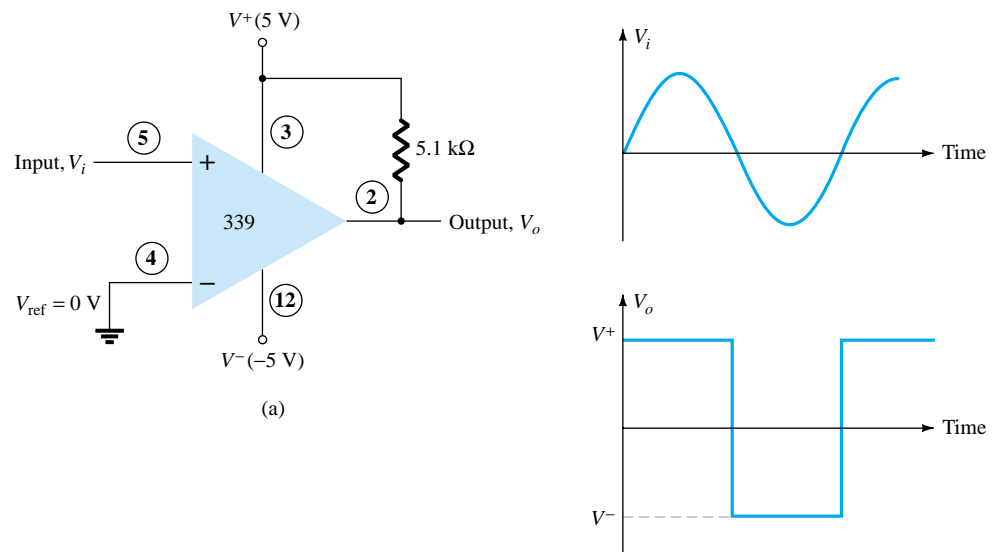 V+(5 V)
3
5
Input, Vi
+
5.1 kΩ
2
339
Output, Vo
4
−
Vref = 0 V
12
V−(−5 V)
(a)
Vi
Time
Vo
V+
Time
V−